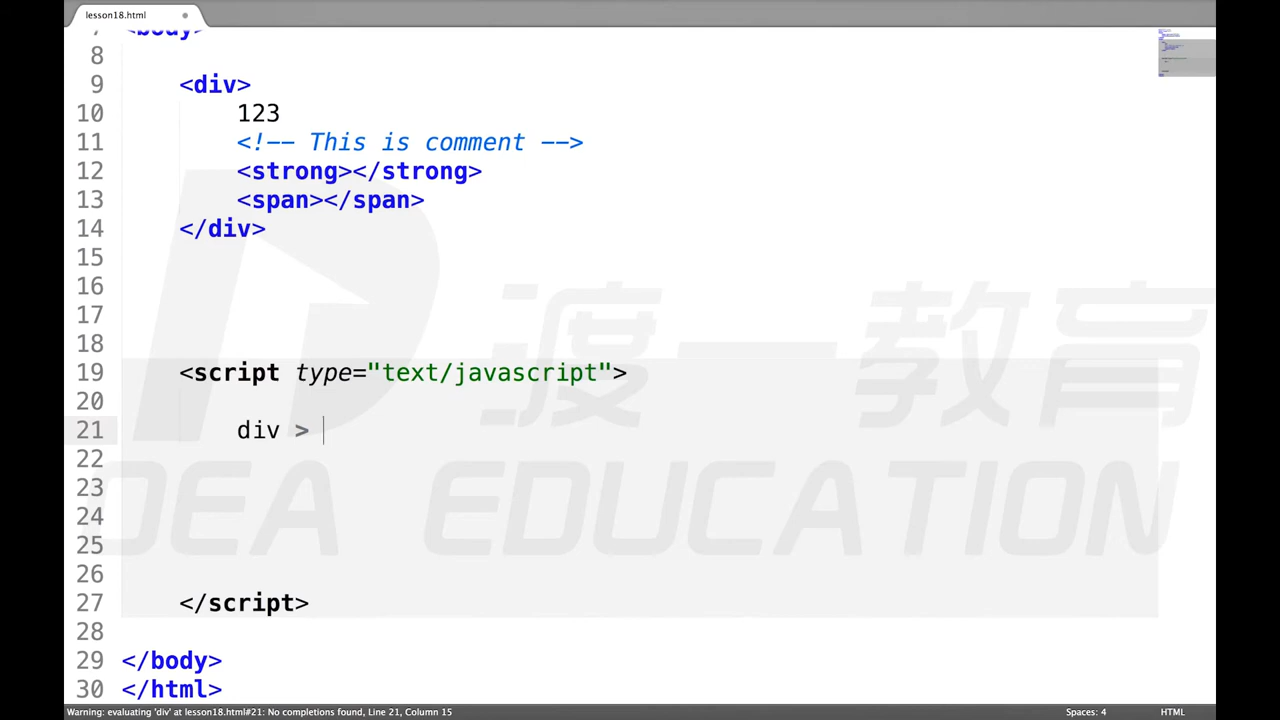 lesson18.html
7 <body>
8
9 <div>
10 123
11 <!-- This is comment -->
12 <strong></strong>
13 <span></span>
14 </div>
15
16
17
18
19 <script type="text/javascript">
20
21 div >
22
23
24
25
26
27 </script>
28
29 </body>
30 </html>
渡一教育
DEA EDUCATION
Warning: evaluating 'div' at lesson18.html#21: No completions found, Line 21, Column 15 Spaces: 4 HTML